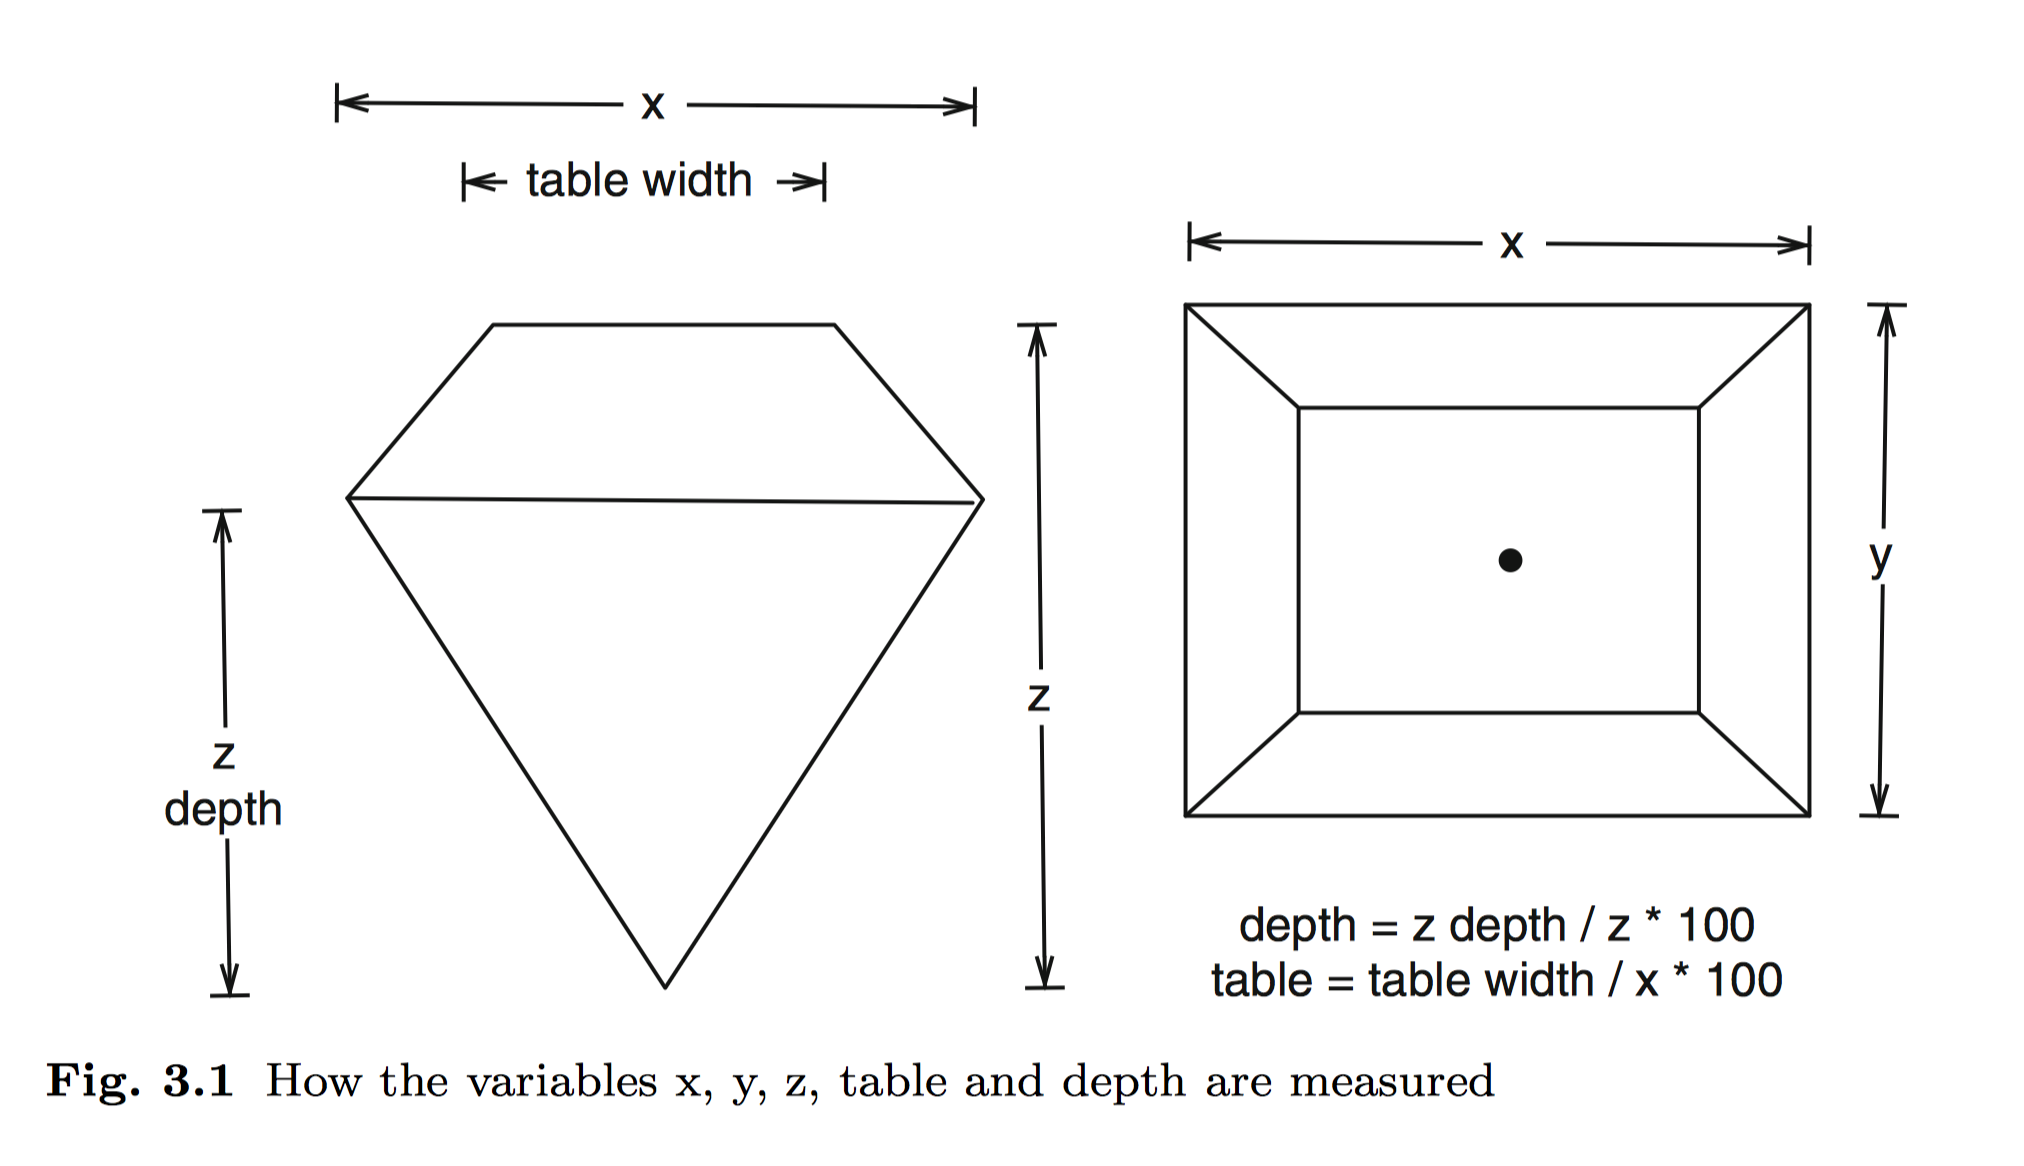 x
table width
x
z
depth
z
y
depth = z depth / z * 100
table = table width / x * 100
Fig. 3.1 How the variables x, y, z, table and depth are measured